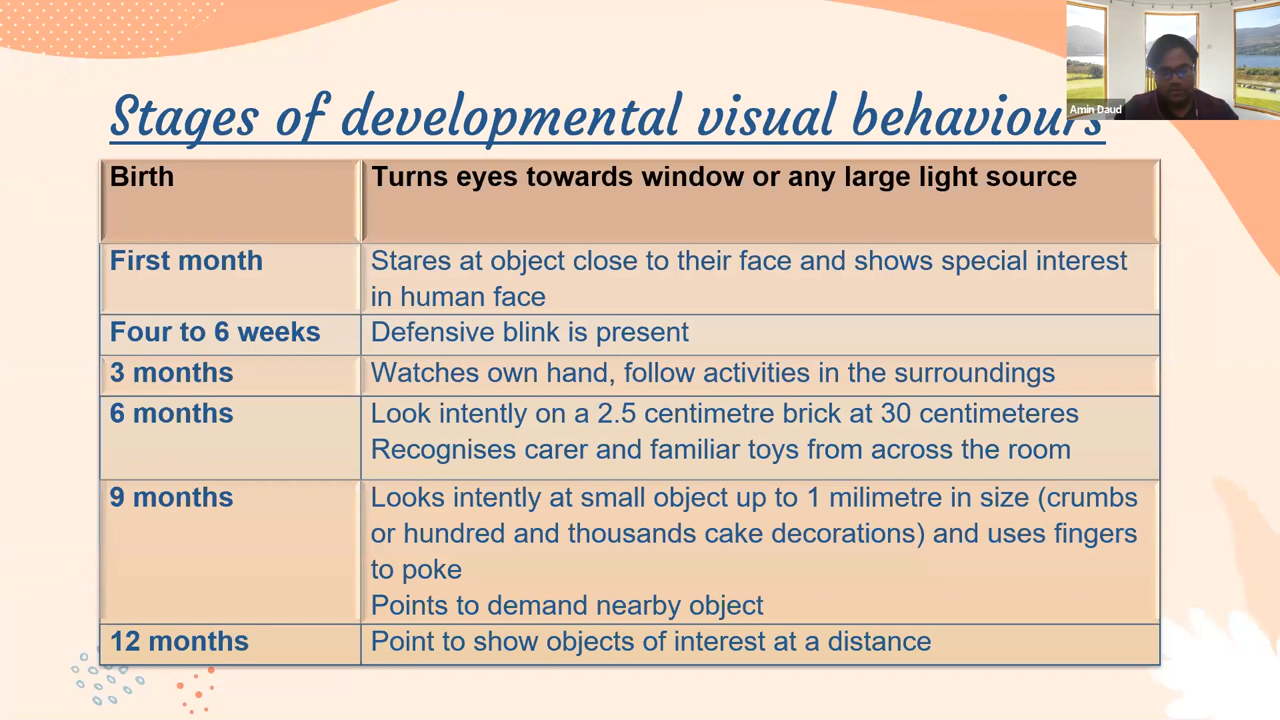 Stages of developmental visual behaviours
Amin Daud
Birth
Turns eyes towards window or any large light source
First month
Stares at object close to their face and shows special interest
in human face
Four to 6 weeks
Defensive blink is present
3 months
Watches own hand, follow activities in the surroundings
6 months
Look intently on a 2.5 centimetre brick at 30 centimeteres
Recognises carer and familiar toys from across the room
9 months
Looks intently at small object up to 1 milimetre in size (crumbs
or hundred and thousands cake decorations) and uses fingers
to poke
Points to demand nearby object
12 months
Point to show objects of interest at a distance